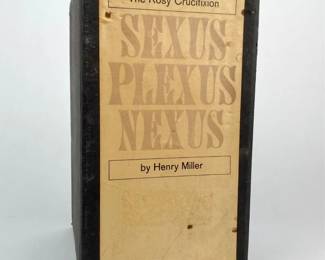 The Rosy Crucifixion
SEXUS
PLEXUS
NEXUS
by Henry Miller